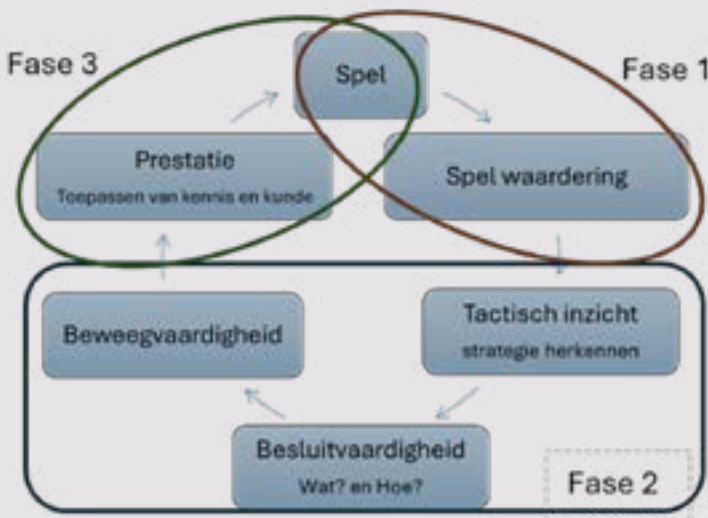 Fase 3
Spel
Fase 1
Prestatie
Toepassen van kennis en kunde
Spel waardering
Beweegvaardigheid
Tactisch inzicht
strategie herkennen
Besluitvaardigheid
Wat? en Hoe?
Fase 2